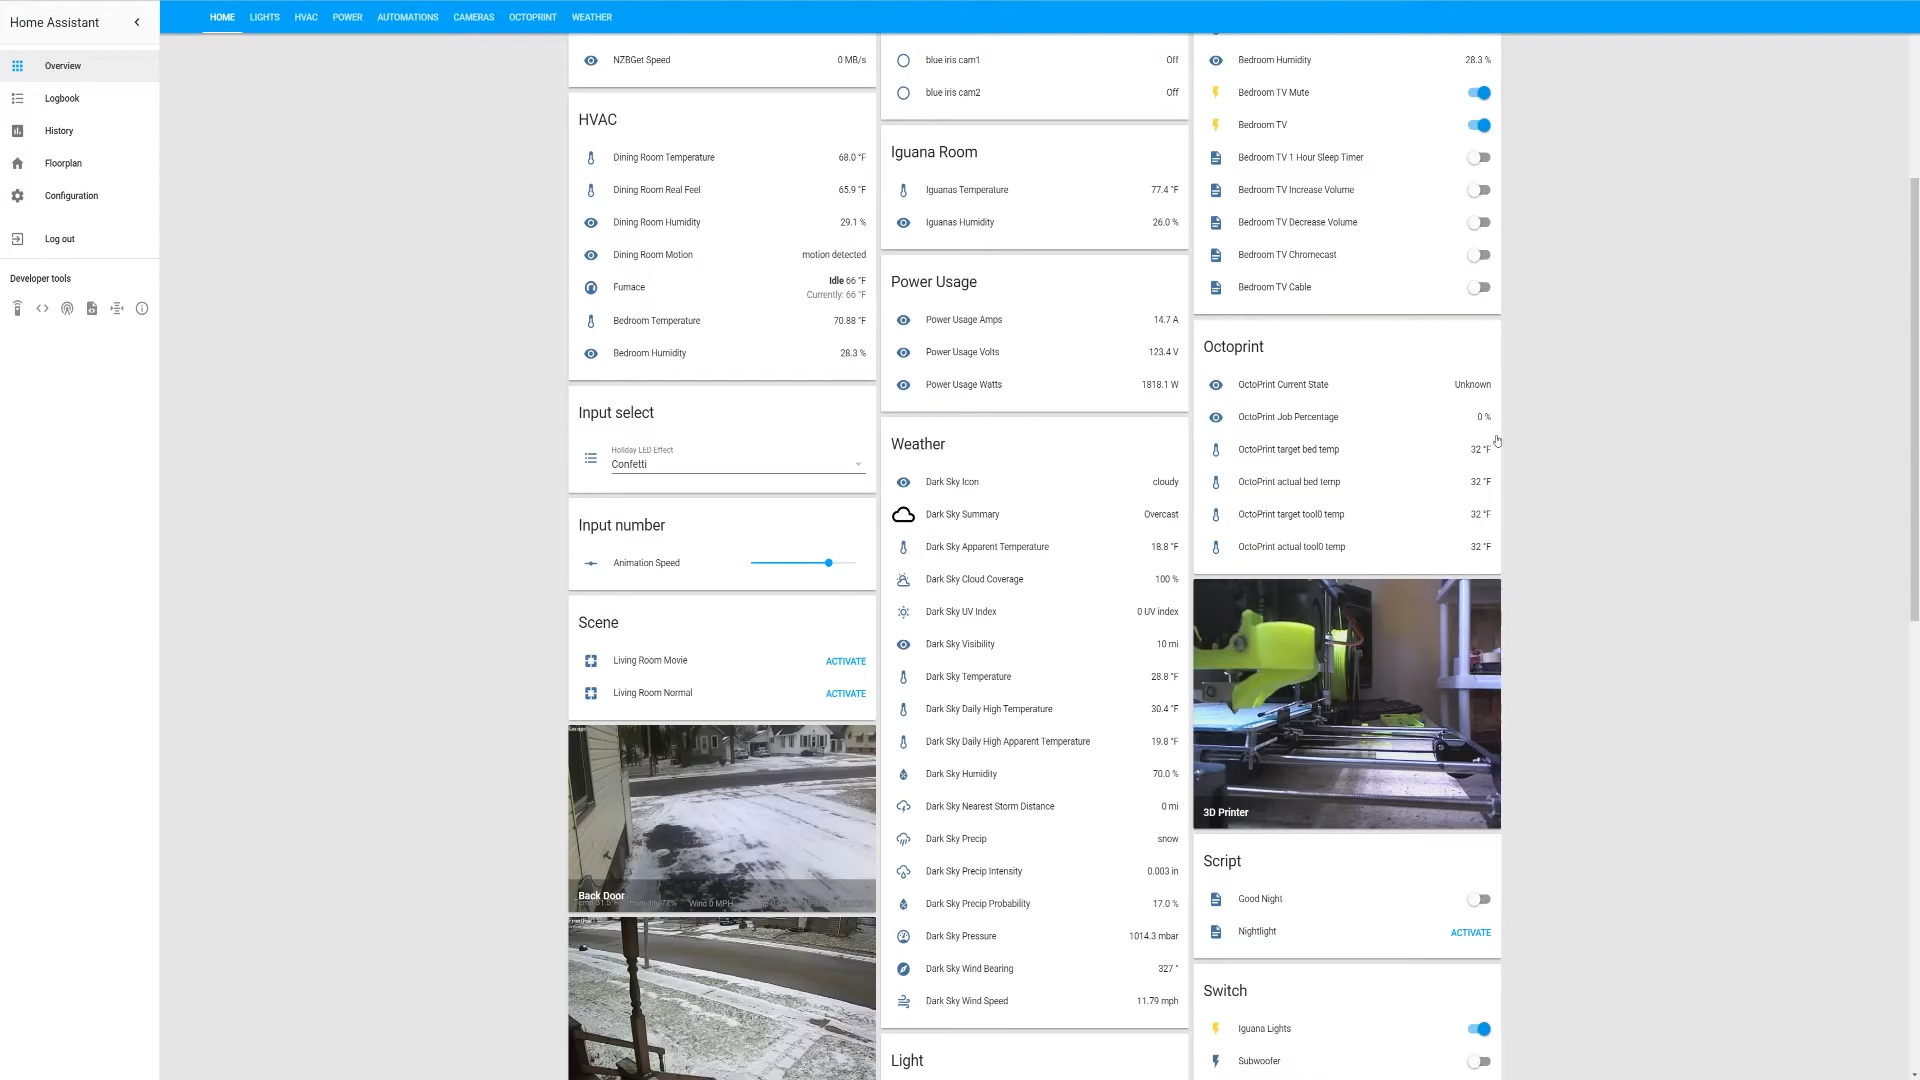 Home Assistant
HOME LIGHTS HVAC POWER AUTOMATIONS CAMERAS OCTOPRINT WEATHER
Overview
Logbook
History
Floorplan
Configuration
Log out
Developer tools
NZBGet Speed 0 MB/s
HVAC
Dining Room Temperature 68.0 °F
Dining Room Real Feel 65.9 °F
Dining Room Humidity 29.1 %
Dining Room Motion motion detected
Furnace Idle 66 °F
Currently: 66 °F
Bedroom Temperature 70.88 °F
Bedroom Humidity 28.3 %
Input select
Holiday LED Effect
Confetti
Input number
Animation Speed
Scene
Living Room Movie ACTIVATE
Living Room Normal ACTIVATE
Back Door
Humidity 77% Wind 0 MPH
blue iris cam1 Off
blue iris cam2 Off
Iguana Room
Iguanas Temperature 77.4 °F
Iguanas Humidity 26.0 %
Power Usage
Power Usage Amps 14.7 A
Power Usage Volts 123.4 V
Power Usage Watts 1818.1 W
Weather
Dark Sky Icon cloudy
Dark Sky Summary Overcast
Dark Sky Apparent Temperature 18.8 °F
Dark Sky Cloud Coverage 100 %
Dark Sky UV Index 0 UV index
Dark Sky Visibility 10 mi
Dark Sky Temperature 28.8 °F
Dark Sky Daily High Temperature 30.4 °F
Dark Sky Daily High Apparent Temperature 19.8 °F
Dark Sky Humidity 70.0 %
Dark Sky Nearest Storm Distance 0 mi
Dark Sky Precip snow
Dark Sky Precip Intensity 0.003 in
Dark Sky Precip Probability 17.0 %
Dark Sky Pressure 1014.3 mbar
Dark Sky Wind Bearing 327 °
Dark Sky Wind Speed 11.79 mph
Light
Bedroom Humidity 28.3 %
Bedroom TV Mute
Bedroom TV
Bedroom TV 1 Hour Sleep Timer
Bedroom TV Increase Volume
Bedroom TV Decrease Volume
Bedroom TV Chromecast
Bedroom TV Cable
Octoprint
OctoPrint Current State Unknown
OctoPrint Job Percentage 0 %
OctoPrint target bed temp 32 °F
OctoPrint actual bed temp 32 °F
OctoPrint target tool0 temp 32 °F
OctoPrint actual tool0 temp 32 °F
3D Printer
Script
Good Night
Nightlight ACTIVATE
Switch
Iguana Lights
Subwoofer